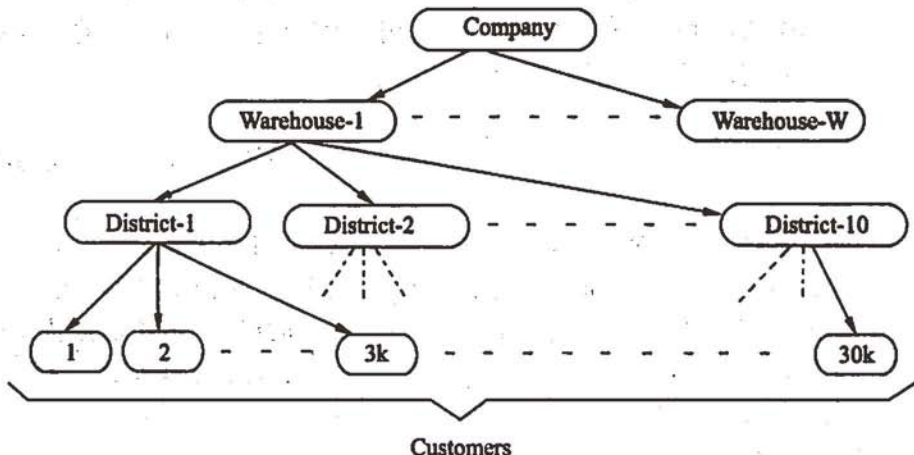 Company
Warehouse-1 Warehouse-W
District-1 District-2 District-10
1 2 3k 30k
Customers